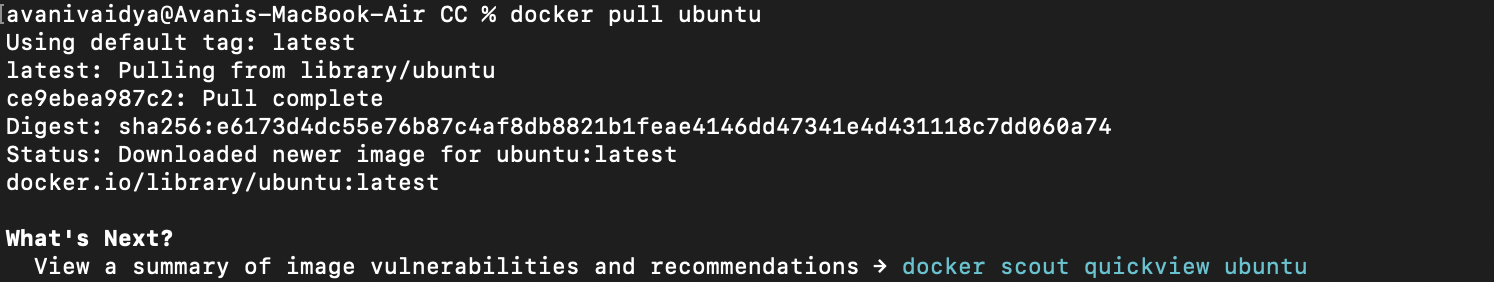 [avanivaidya@Avanis-MacBook-Air CC % docker pull ubuntu
Using default tag: latest
latest: Pulling from library/ubuntu
ce9ebea987c2: Pull complete
Digest: sha256:e6173d4dc55e76b87c4af8db8821b1feae4146dd47341e4d431118c7dd060a74
Status: Downloaded newer image for ubuntu:latest
docker.io/library/ubuntu:latest
What's Next?
View a summary of image vulnerabilities and recommendations → docker scout quickview ubuntu